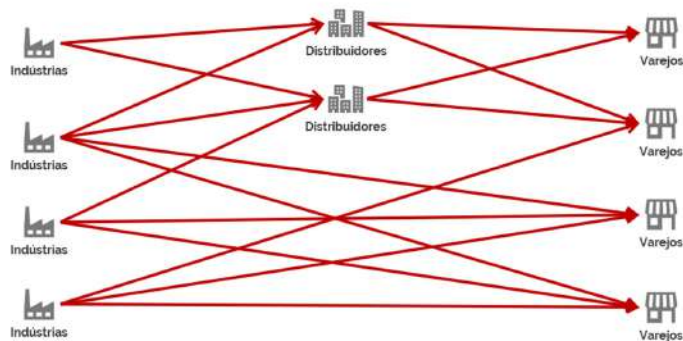 Indústrias
Distribuidores
Varejos
Indústrias
Distribuidores
Varejos
Indústrias
Varejos
Indústrias
Varejos